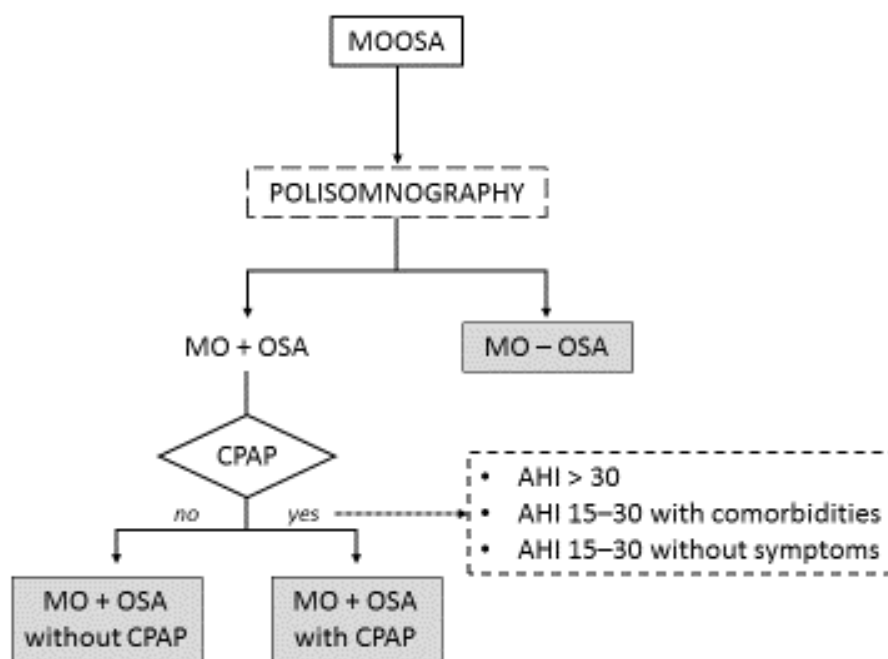 MOOSA
POLISOMNOGRAPHY
MO + OSA
MO – OSA
CPAP
• AHI > 30
• AHI 15–30 with comorbidities
• AHI 15–30 without symptoms
no
yes
MO + OSA
without CPAP
MO + OSA
with CPAP